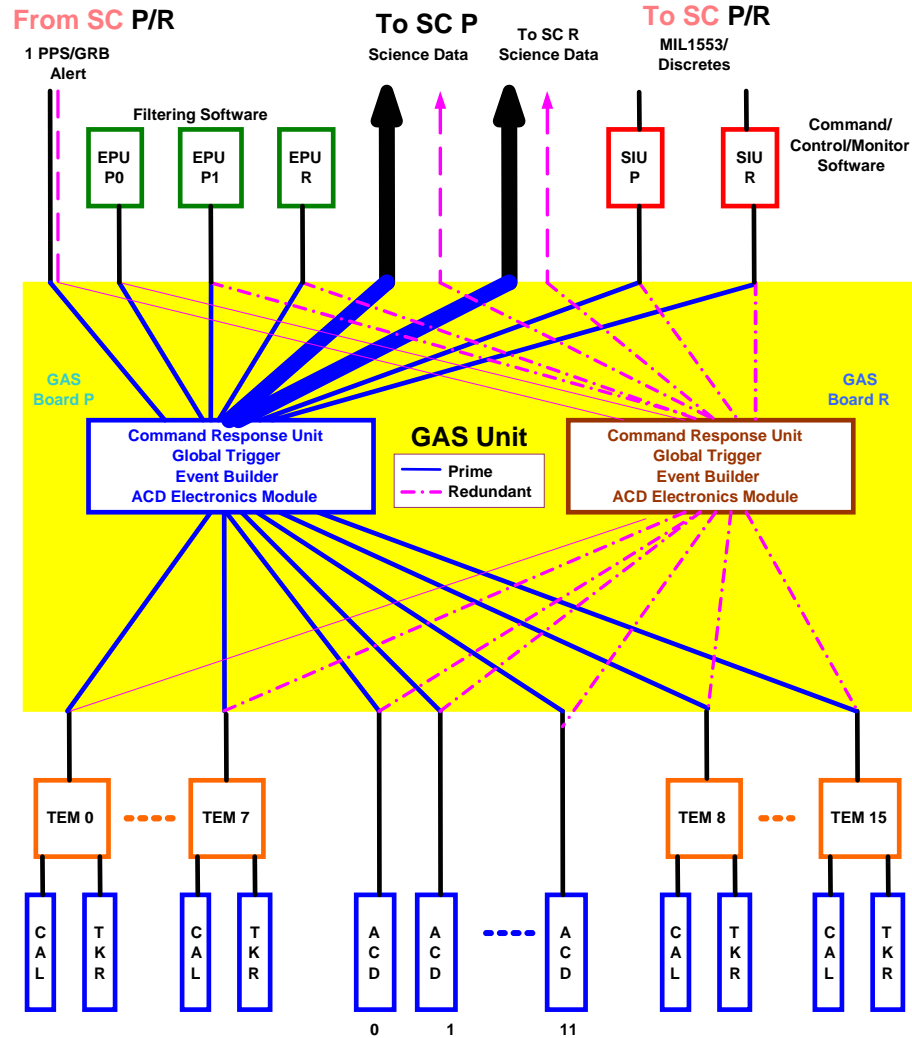 From SC P/R
To SC P
To SC P/R
1 PPS/GRB
Alert
Science Data
To SC R
Science Data
MIL1553/
Discretes
Filtering Software
Command/
Control/Monitor
Software
EPU
P0
EPU
P1
EPU
R
SIU
P
SIU
R
GAS
Board P
GAS
Board R
Command Response Unit
Global Trigger
Event Builder
ACD Electronics Module
GAS Unit
Prime
Redundant
Command Response Unit
Global Trigger
Event Builder
ACD Electronics Module
TEM 0
TEM 7
TEM 8
TEM 15
C
A
L
T
K
R
C
A
L
T
K
R
A
C
D
A
C
D
A
C
D
C
A
L
T
K
R
C
A
L
T
K
R
0
1
11